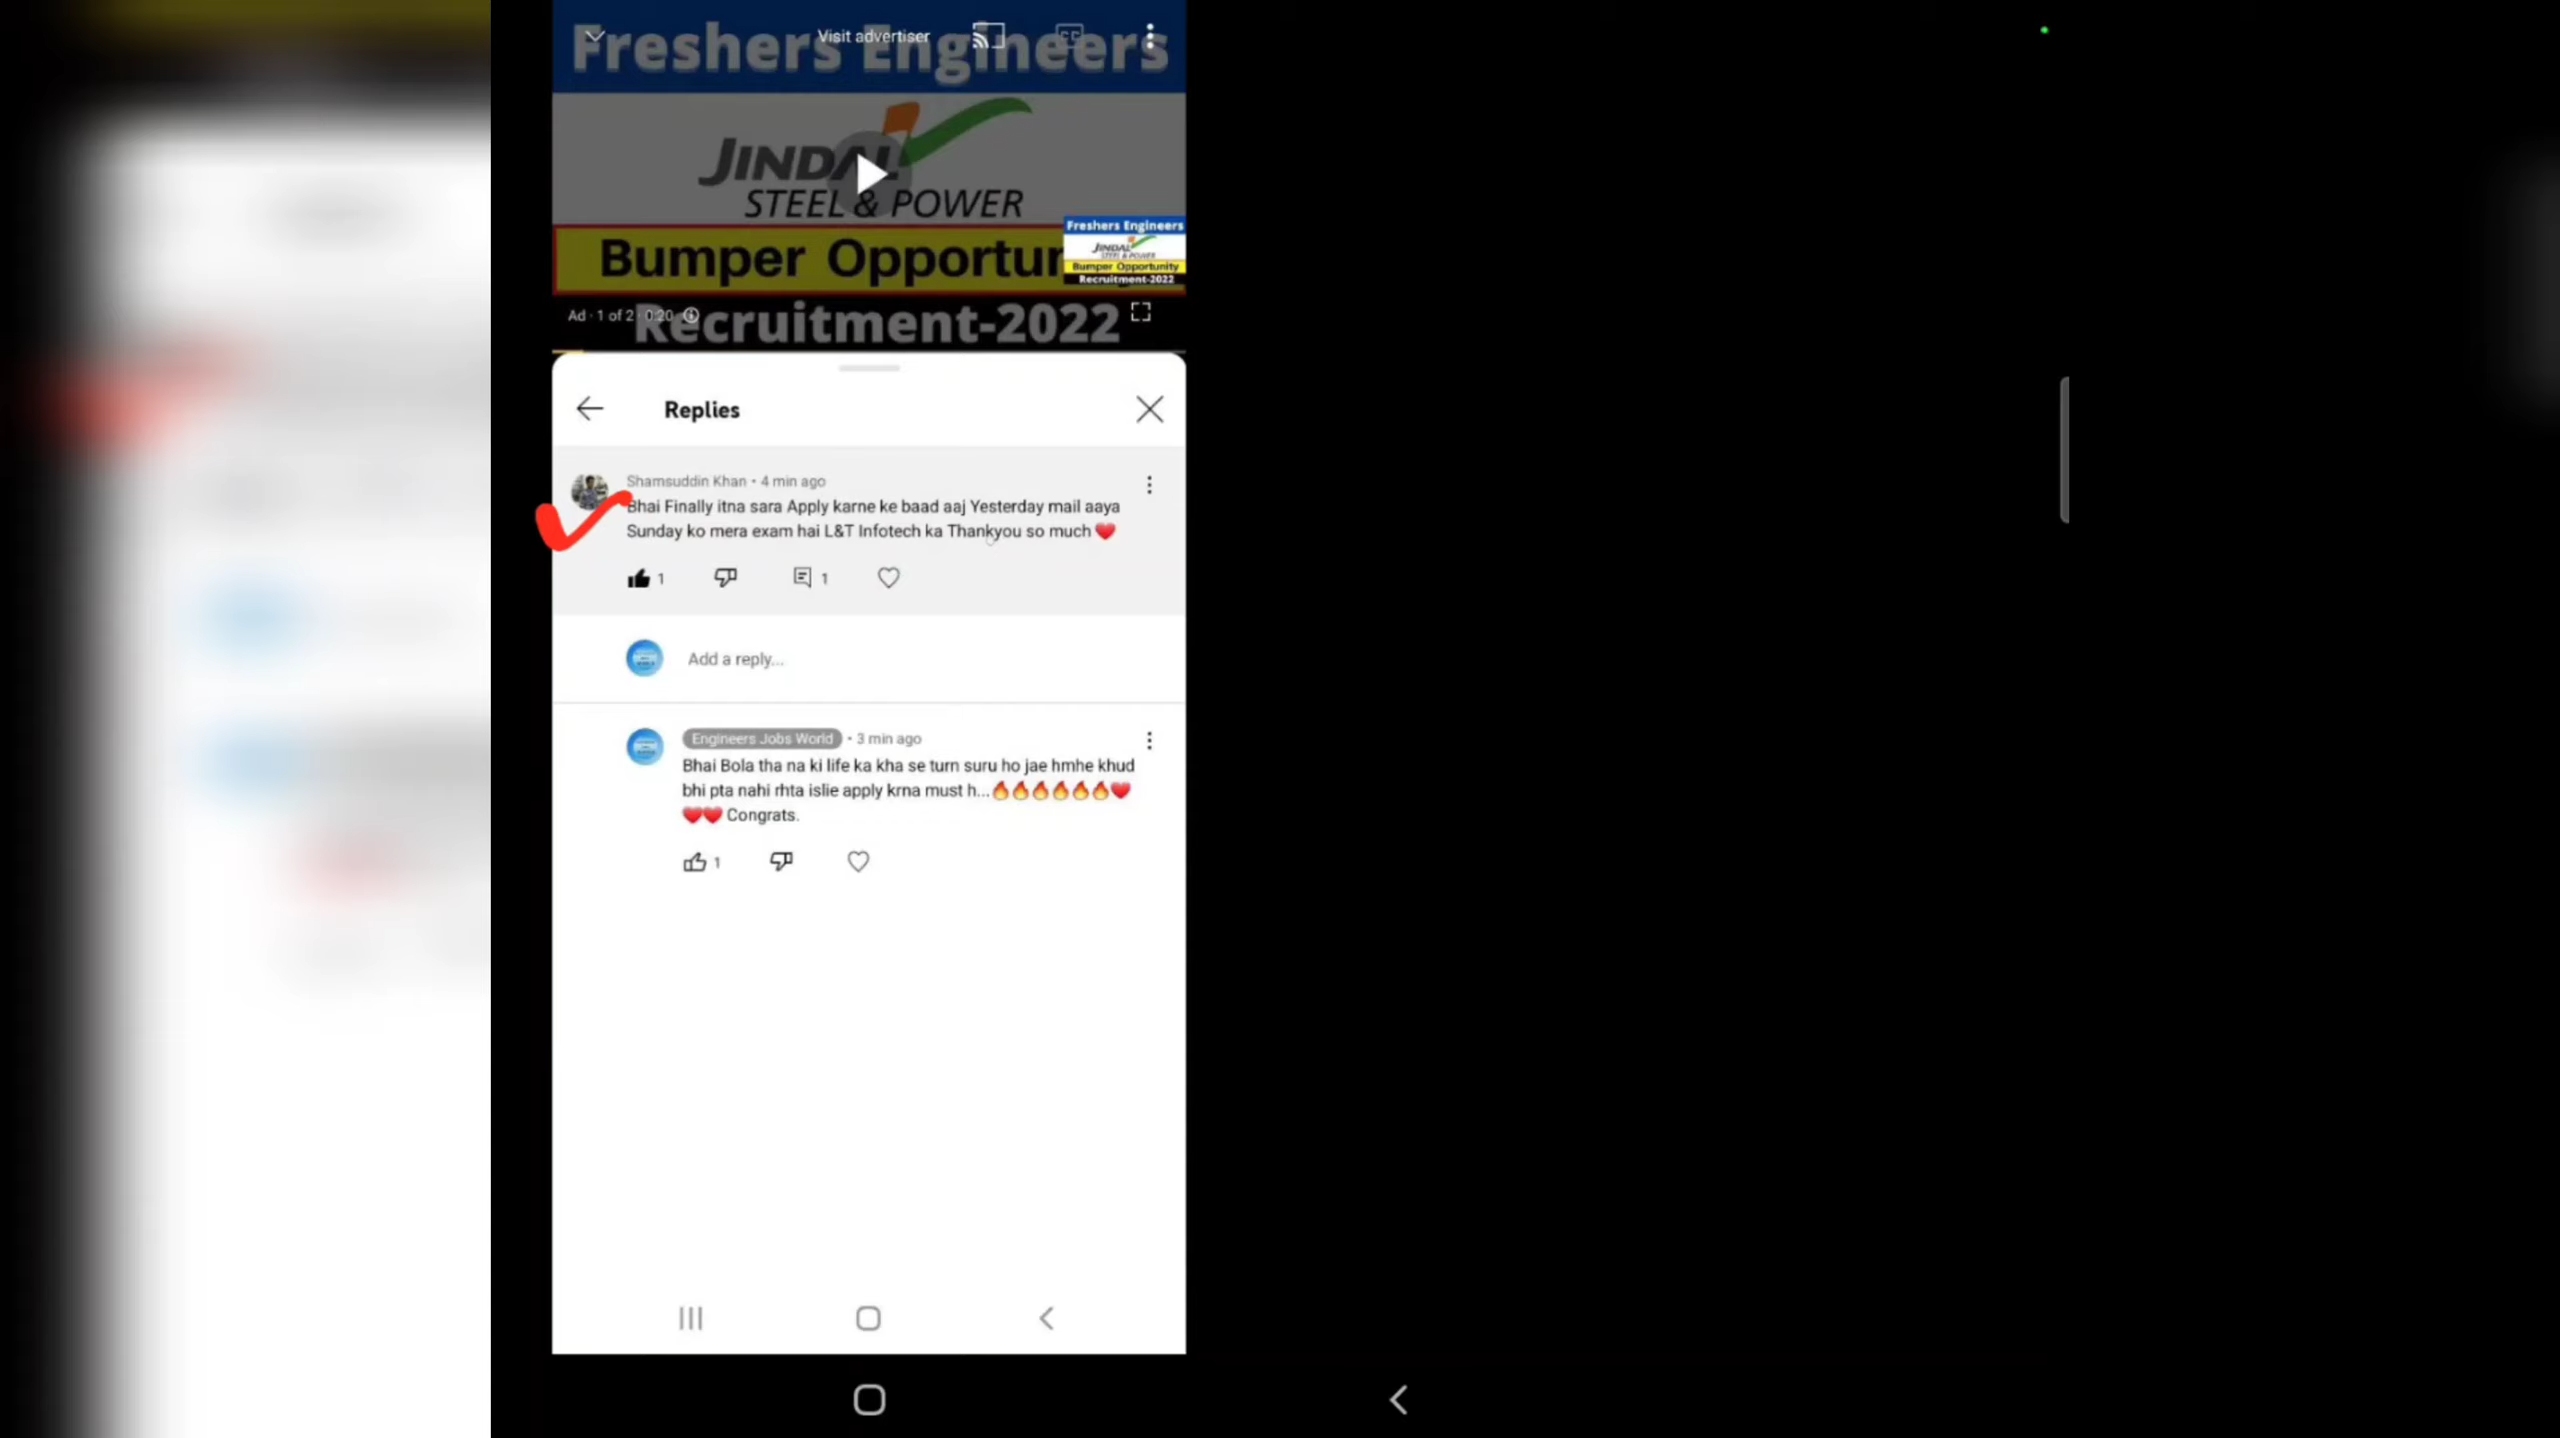 Freshers Engineers
Visit advertiser
JINDAL
STEEL & POWER
Bumper Opportun
Freshers Engineers
JINDAL
STEEL & POWER
Bumper Opportunity
Recruitment-2022
Ad · 1 of 2 · 0:20
Recruitment-2022
Replies
Shamsuddin Khan • 4 min ago
Bhai Finally itna sara Apply karne ke baad aaj Yesterday mail aaya
Sunday ko mera exam hai L&T Infotech ka Thankyou so much ❤️
1
1
Add a reply...
Engineers Jobs World • 3 min ago
Bhai Bola tha na ki life ka kha se turn suru ho jae hmhe khud
bhi pta nahi rhta islie apply krna must h...🔥🔥🔥🔥🔥🔥❤️
❤️❤️ Congrats.
1